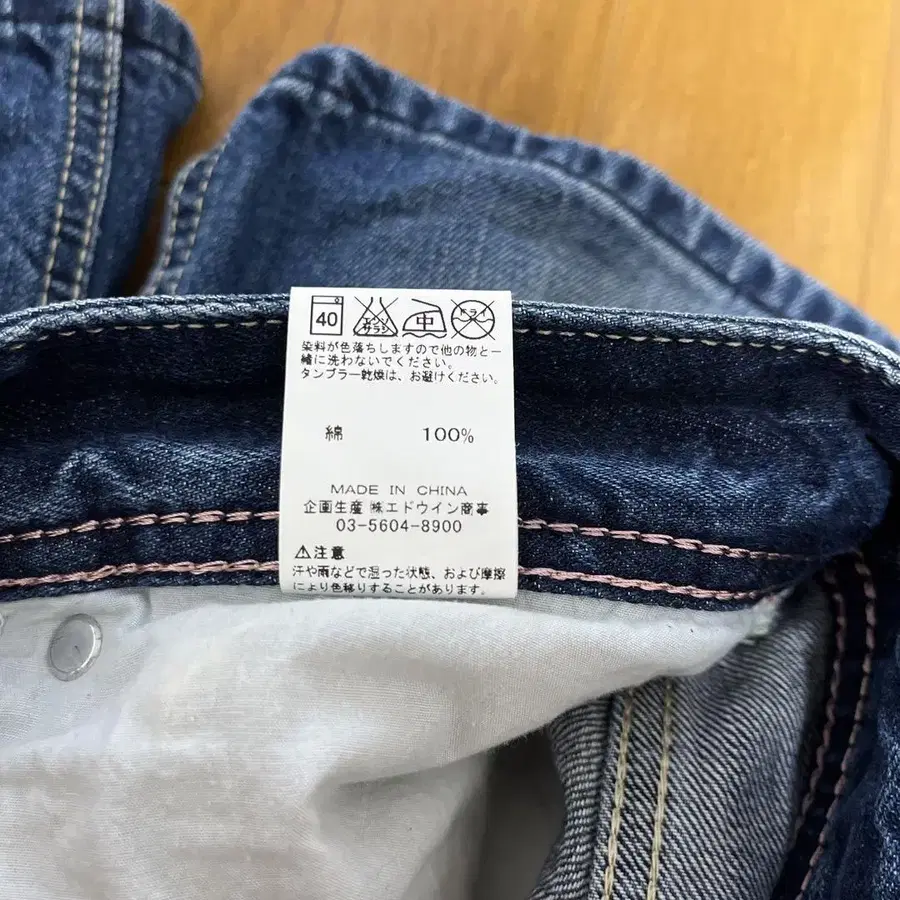 40 エンソ サラシ 中 ドライ
染料が色落ちしますので他の物と一
緒に洗わないでください。
タンブラー乾燥は、お避けください。
綿 100%
MADE IN CHINA
企画生産 ㈱エドウイン商事
03-5604-8900
⚠注意
汗や雨などで湿った状態、および摩擦
により色移りすることがあります。